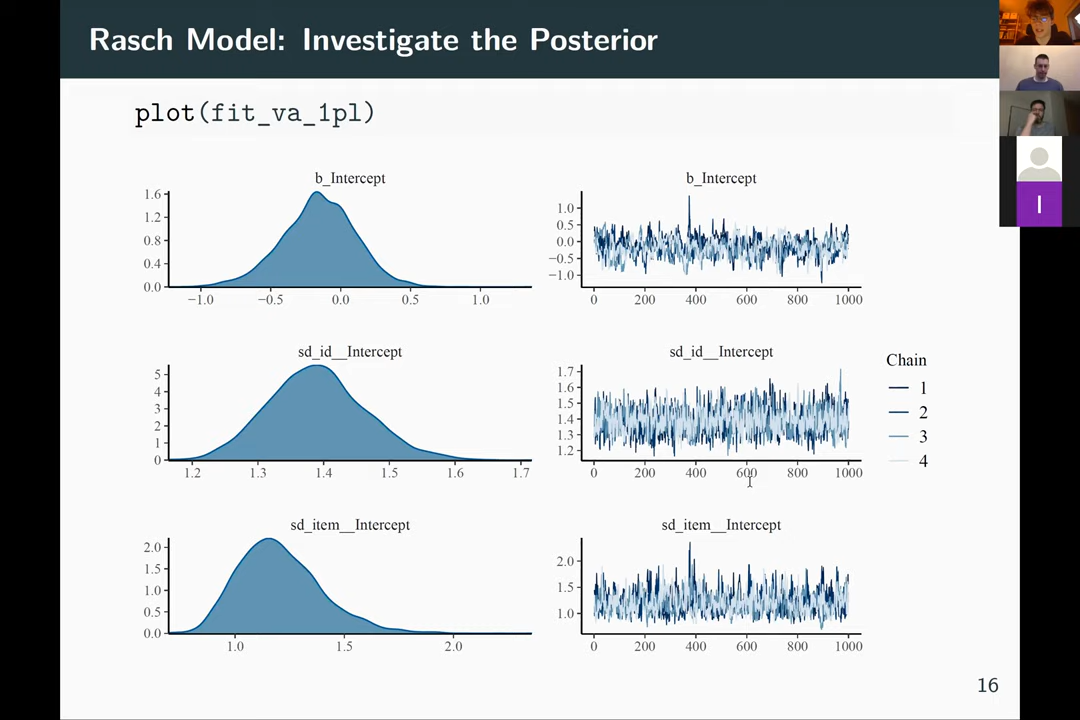 Rasch Model: Investigate the Posterior
plot(fit_va_1pl)
b_Intercept
1.6
1.2
0.8
0.4
0.0
−1.0 −0.5 0.0 0.5 1.0
b_Intercept
1.0
0.5
0.0
−0.5
−1.0
0 200 400 600 800 1000
sd_id__Intercept
5
4
3
2
1
0
1.2 1.3 1.4 1.5 1.6 1.7
sd_id__Intercept
1.7
1.6
1.5
1.4
1.3
1.2
0 200 400 600 800 1000
Chain
1
2
3
4
sd_item__Intercept
2.0
1.5
1.0
0.5
0.0
1.0 1.5 2.0
sd_item__Intercept
2.0
1.5
1.0
0 200 400 600 800 1000
16
I